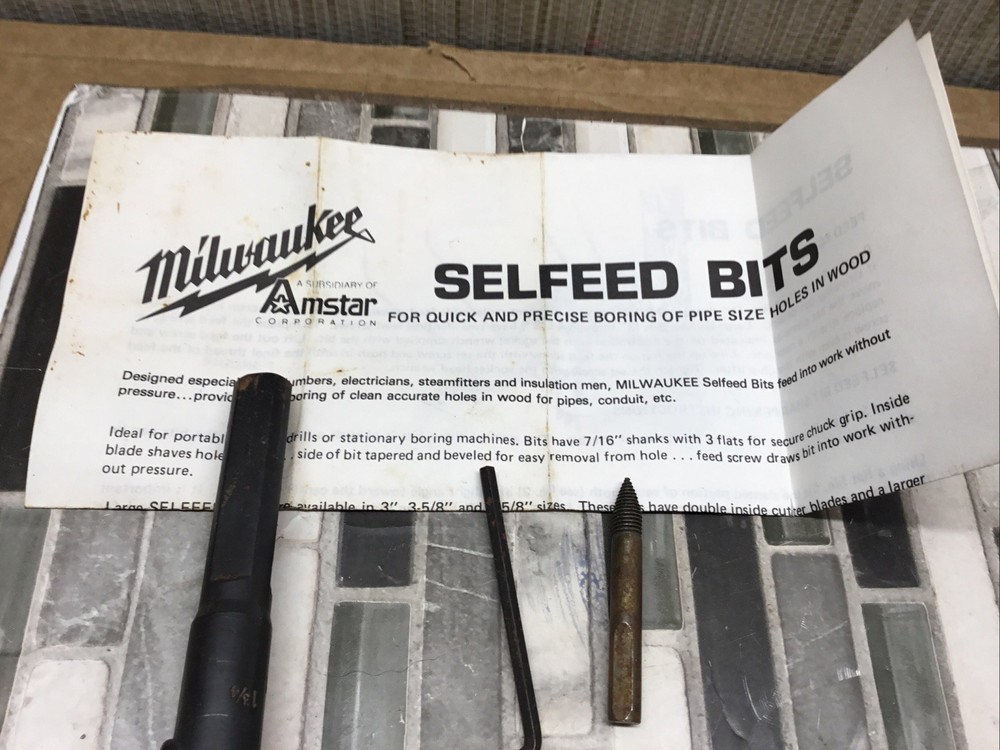 Milwaukee
A SUBSIDIARY OF
Amstar
CORPORATION
SELFEED BITS
FOR QUICK AND PRECISE BORING OF PIPE SIZE HOLES IN WOOD
Designed especia umbers, electricians, steamfitters and insulation men, MILWAUKEE Selfeed Bits feed into work without
pressure...provi boring of clean accurate holes in wood for pipes, conduit, etc.
Ideal for portabl drills or stationary boring machines. Bits have 7/16" shanks with 3 flats for secure chuck grip. Inside
blade shaves hole . . side of bit tapered and beveled for easy removal from hole . . . feed screw draws bit into work with-
out pressure.
Large SELFEED available in 3", 3-5/8" and 5/8" sizes. These have double inside cutter blades and a larger
1 3/4